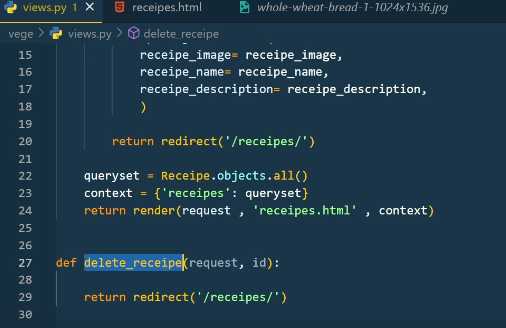 views.py 1 receipes.html whole-wheat-bread-1-1024x1536.jpg
vege > views.py > delete_receipe
15 receipe_image= receipe_image,
16 receipe_name= receipe_name,
17 receipe_description= receipe_description,
18 )
19
20 return redirect('/receipes/')
21
22 queryset = Receipe.objects.all()
23 context = {'receipes': queryset}
24 return render(request , 'receipes.html' , context)
25
26
27 def delete_receipe(request, id):
28
29 return redirect('/receipes/')
30